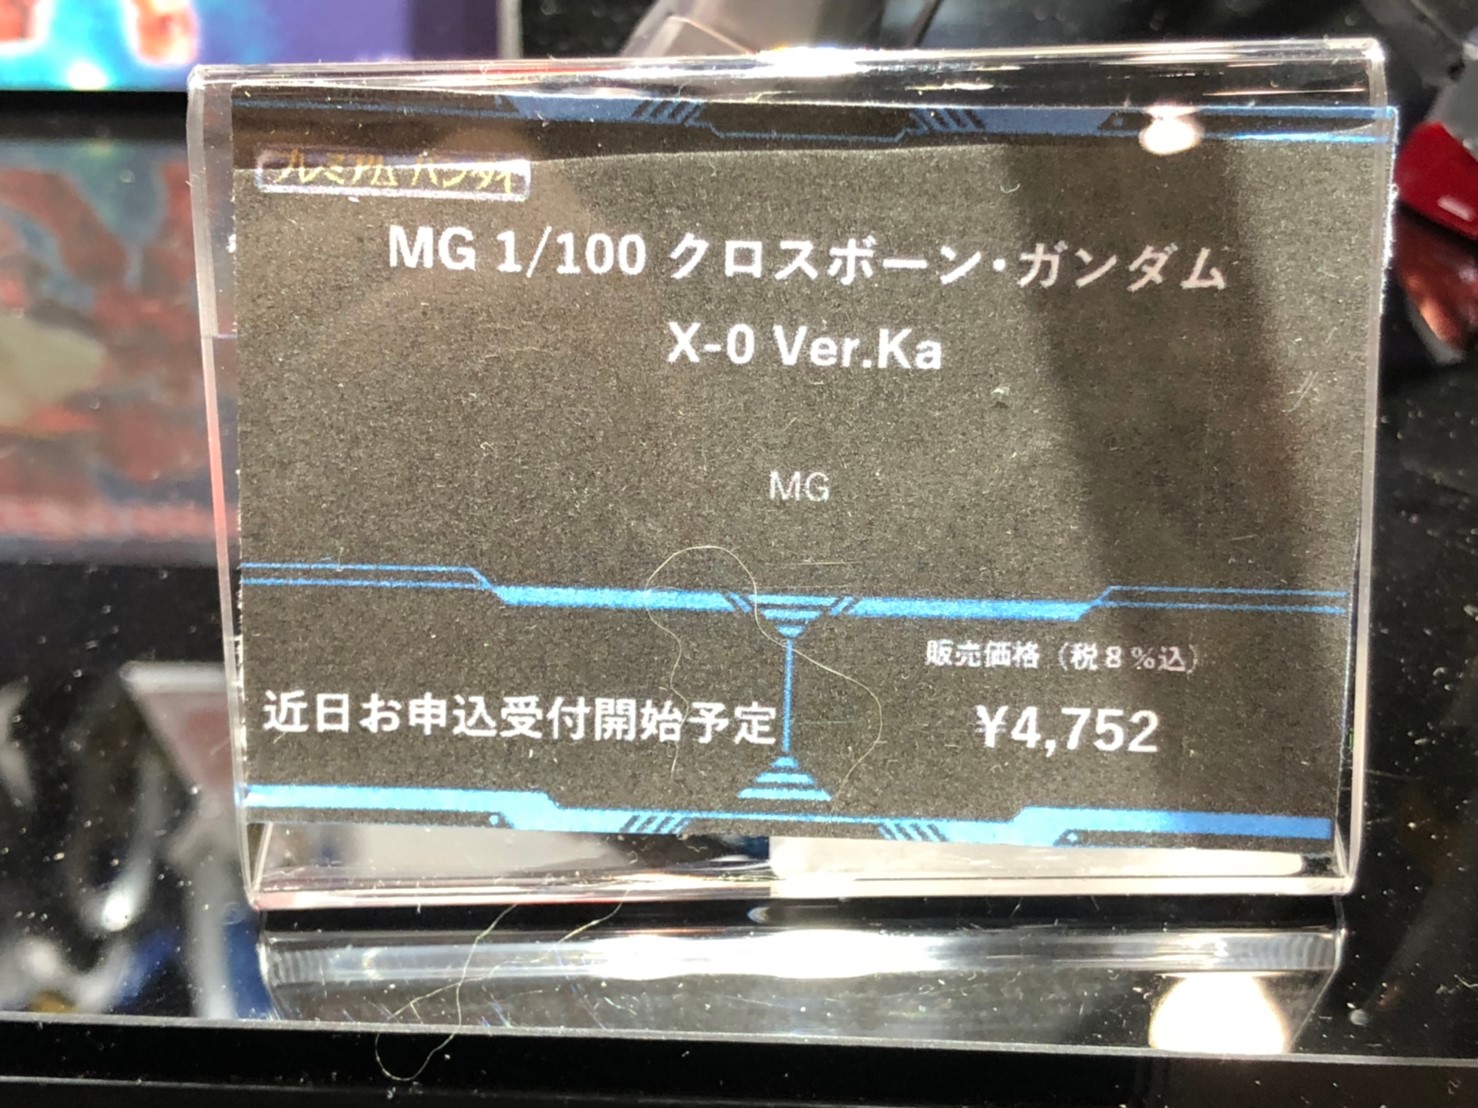 プレミアム バンダイ
MG 1/100 クロスボーン・ガンダム
X-0 Ver.Ka
MG
近日お申込受付開始予定
販売価格（税８％込）
¥4,752